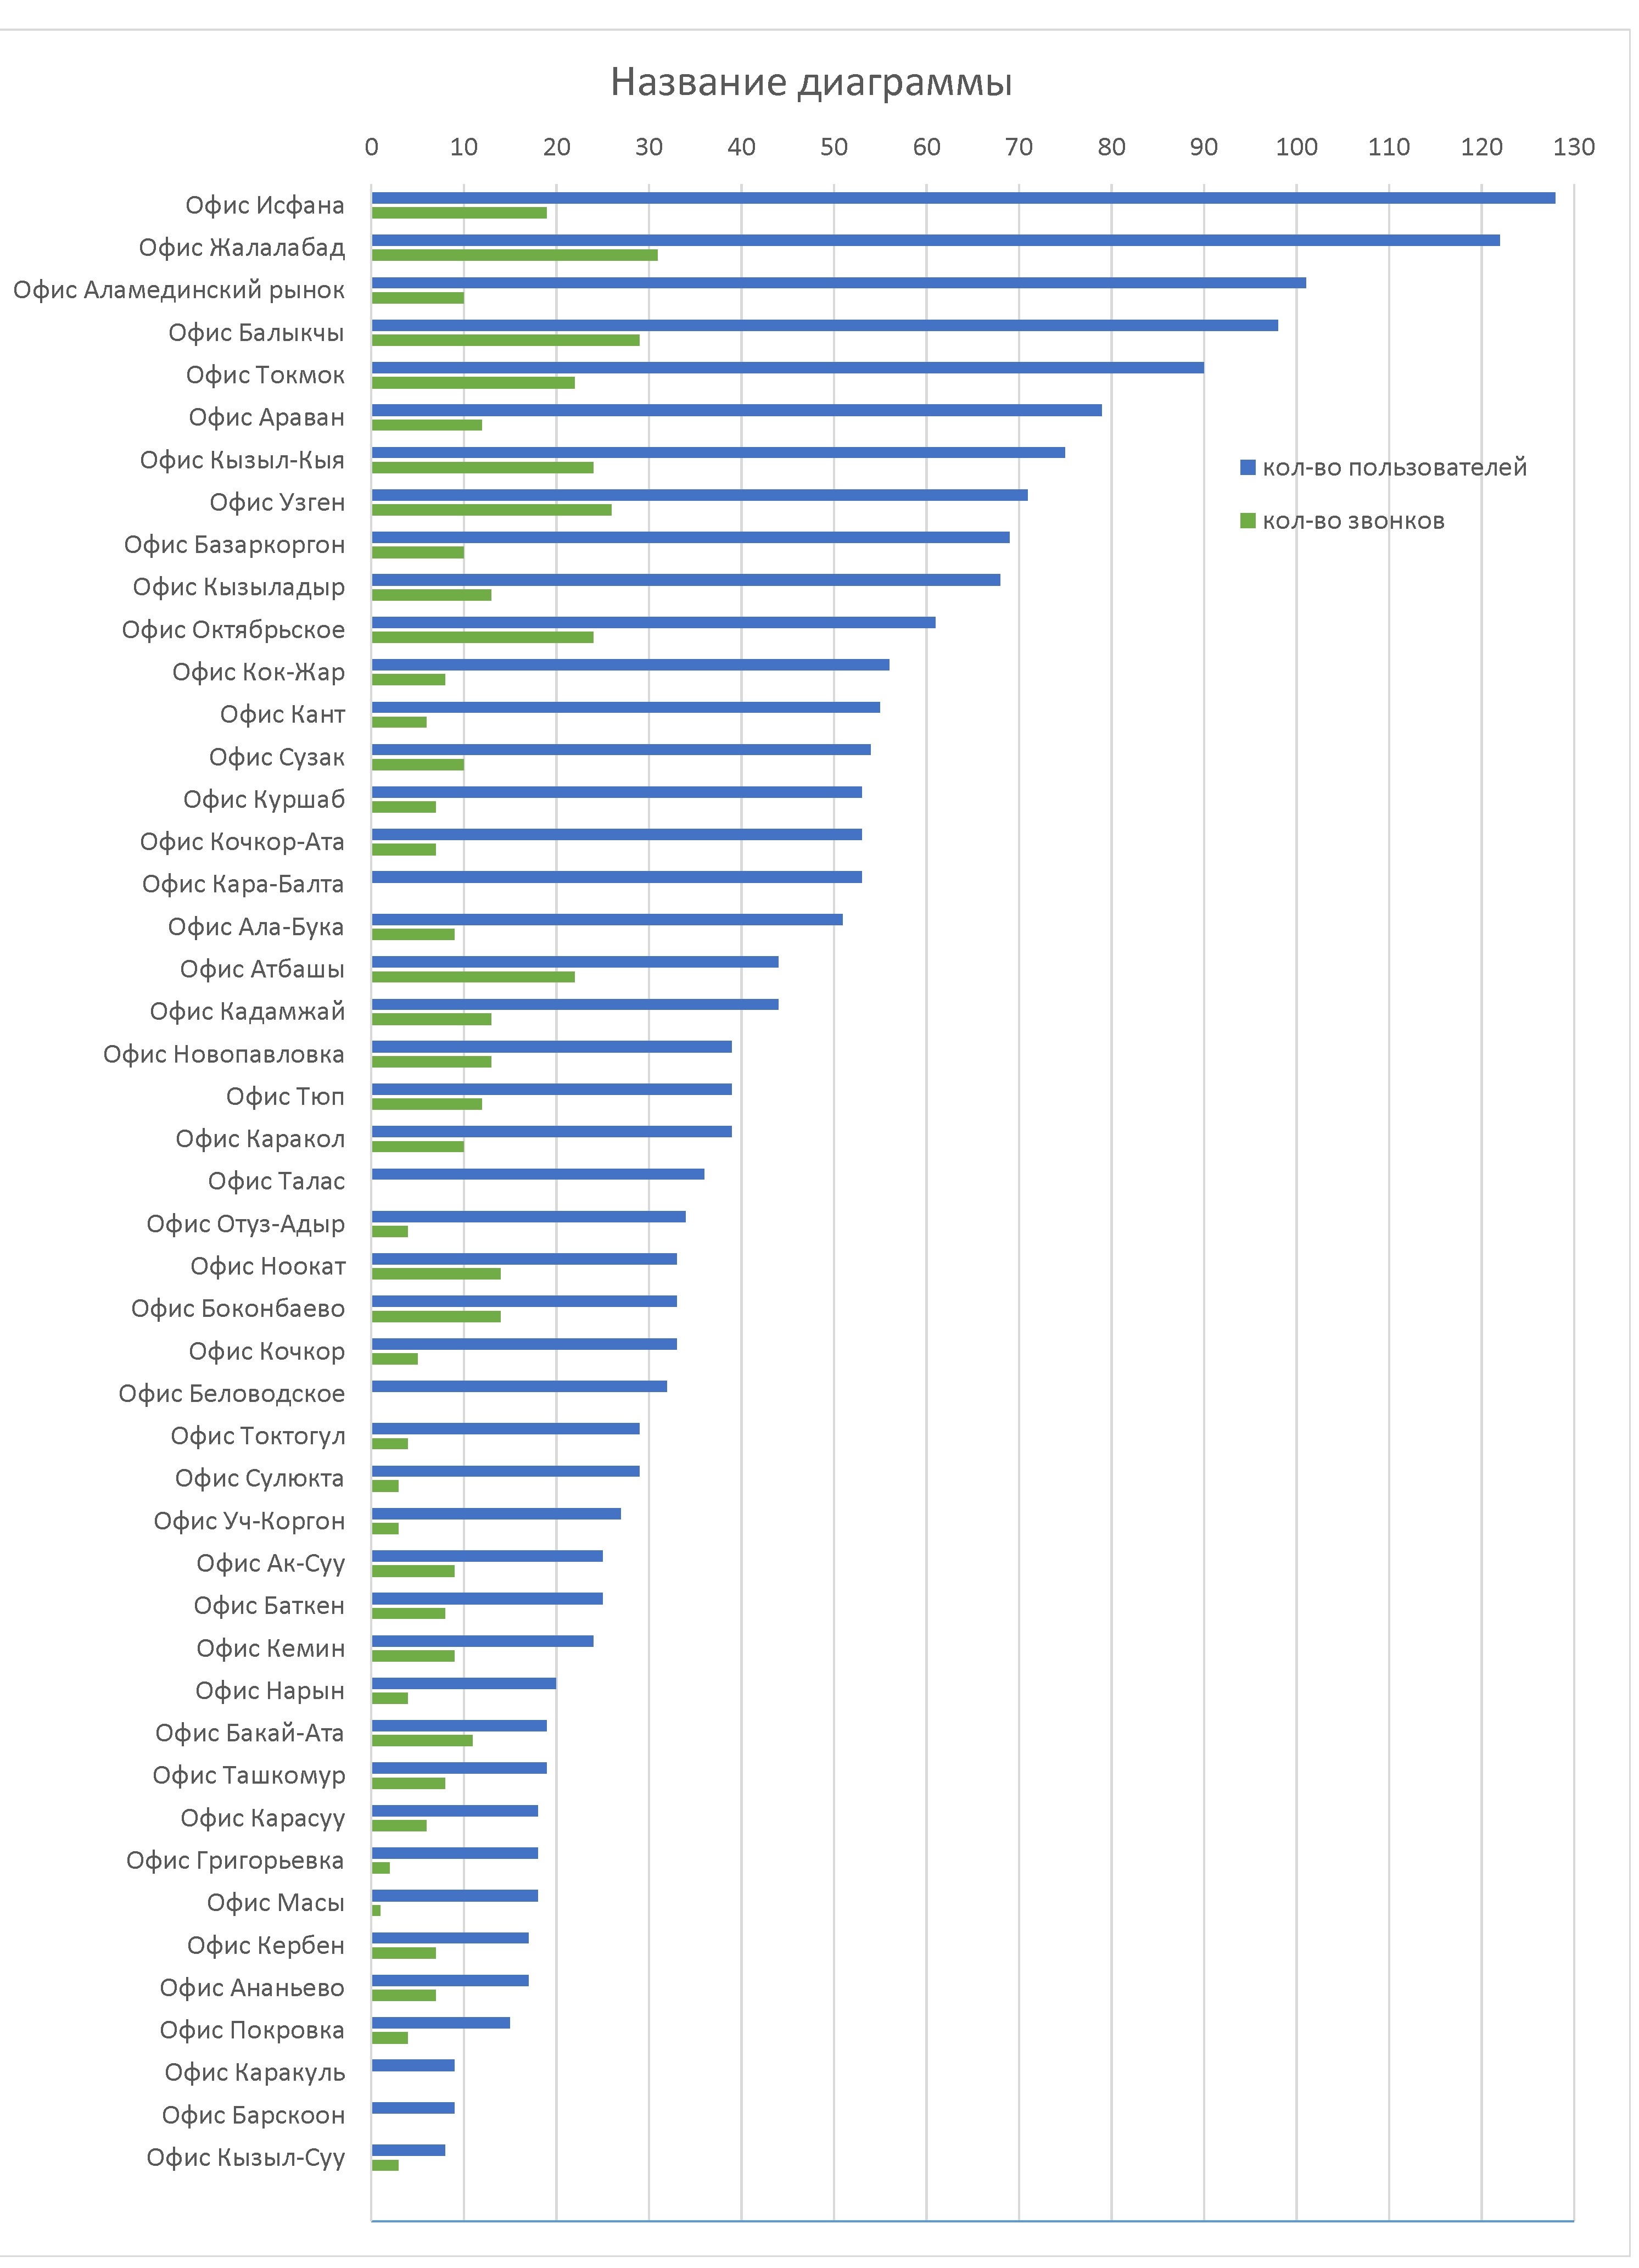 Название диаграммы
0 10 20 30 40 50 60 70 80 90 100 110 120 130
Офис Исфана
Офис Жалалабад
Офис Аламединский рынок
Офис Балыкчы
Офис Токмок
Офис Араван
Офис Кызыл-Кыя
кол-во пользователей
Офис Узген
кол-во звонков
Офис Базаркоргон
Офис Кызыладыр
Офис Октябрьское
Офис Кок-Жар
Офис Кант
Офис Сузак
Офис Куршаб
Офис Кочкор-Ата
Офис Кара-Балта
Офис Ала-Бука
Офис Атбашы
Офис Кадамжай
Офис Новопавловка
Офис Тюп
Офис Каракол
Офис Талас
Офис Отуз-Адыр
Офис Ноокат
Офис Боконбаево
Офис Кочкор
Офис Беловодское
Офис Токтогул
Офис Сулюкта
Офис Уч-Коргон
Офис Ак-Суу
Офис Баткен
Офис Кемин
Офис Нарын
Офис Бакай-Ата
Офис Ташкомур
Офис Карасуу
Офис Григорьевка
Офис Масы
Офис Кербен
Офис Ананьево
Офис Покровка
Офис Каракуль
Офис Барскоон
Офис Кызыл-Суу